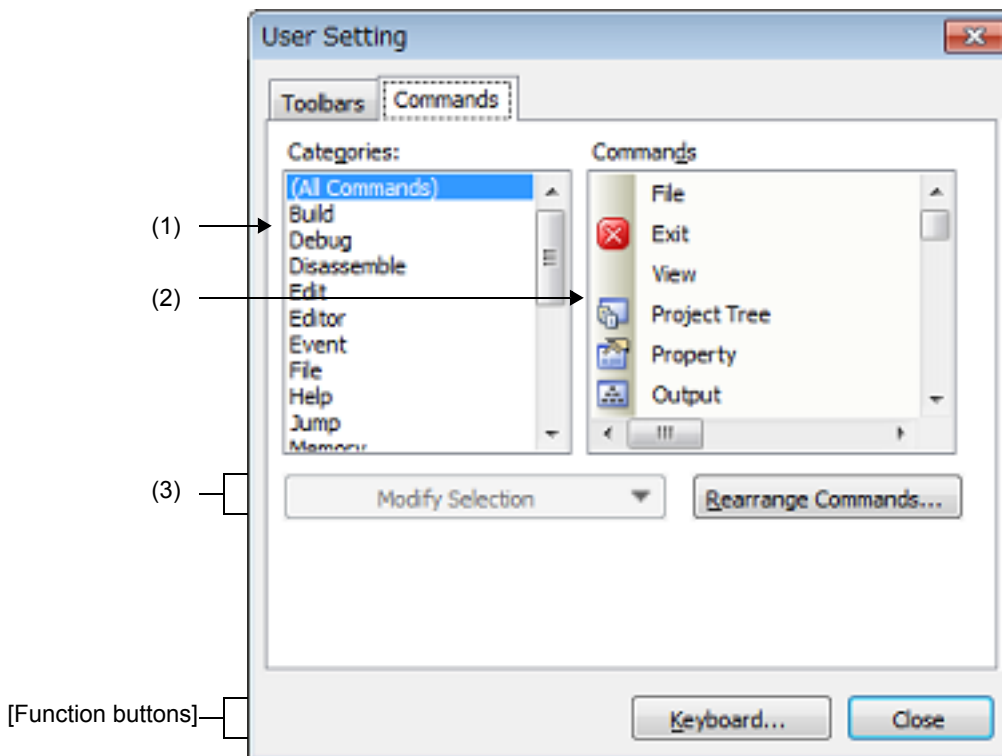 User Setting
Toolbars
Commands
Categories:
Commands
(All Commands)
Build
Debug
Disassemble
Edit
Editor
Event
File
Help
Jump
Memory
File
Exit
View
Project Tree
Property
Output
(1)
(2)
(3)
Modify Selection
Rearrange Commands...
[Function buttons]
Keyboard...
Close